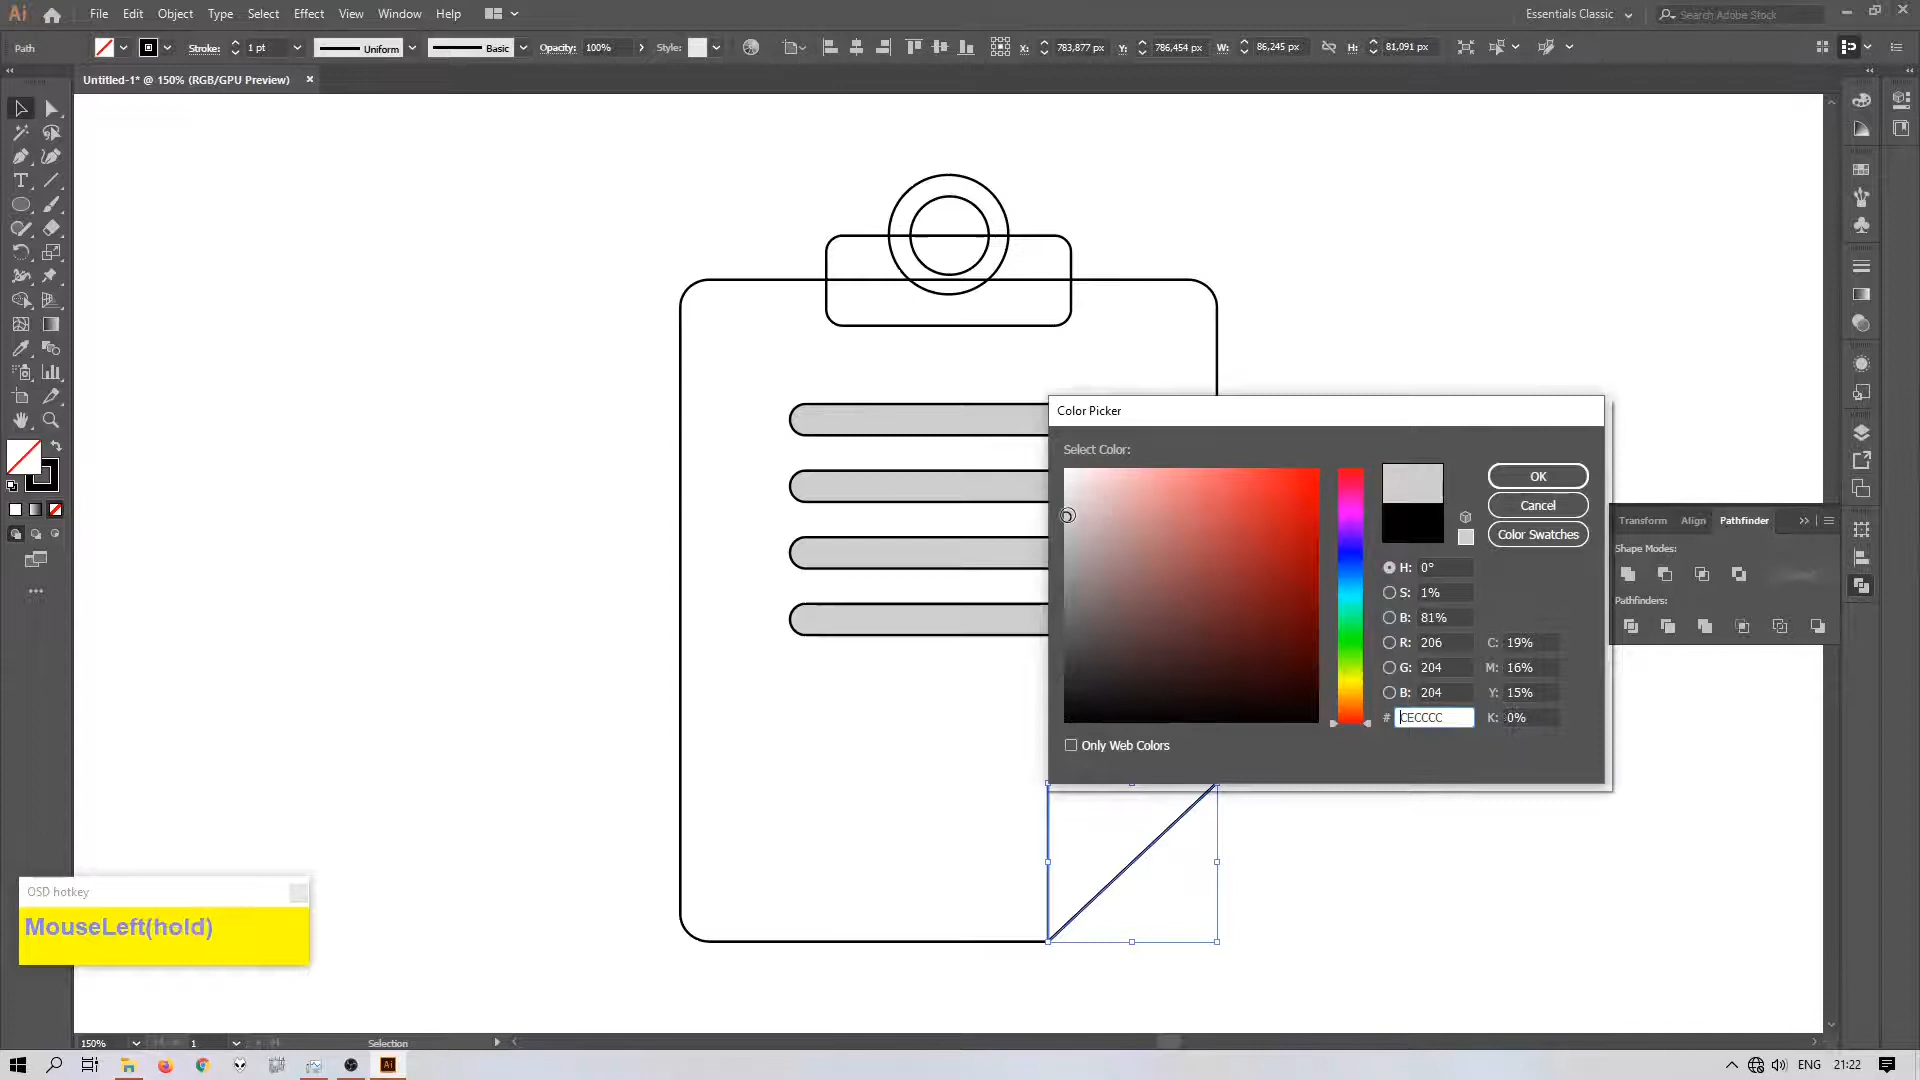 Ai
File Edit Object Type Select Effect View Window Help
Essentials Classic
Search Adobe Stock
Path
Stroke: 1 pt Uniform Basic Opacity: 100% Style: X: 783,877 px Y: 786,454 px W: 86,245 px H: 81,091 px
Untitled-1* @ 150% (RGB/GPU Preview)
Color Picker
Select Color:
OK
Cancel
Color Swatches
H: 0°
S: 1%
B: 81%
R: 206 C: 19%
G: 204 M: 16%
B: 204 Y: 15%
# CECCCC K: 0%
Only Web Colors
Transform Align Pathfinder
Shape Modes:
Pathfinders:
OSD hotkey
MouseLeft(hold)
150% 1 Selection
Ai
ENG 21:22